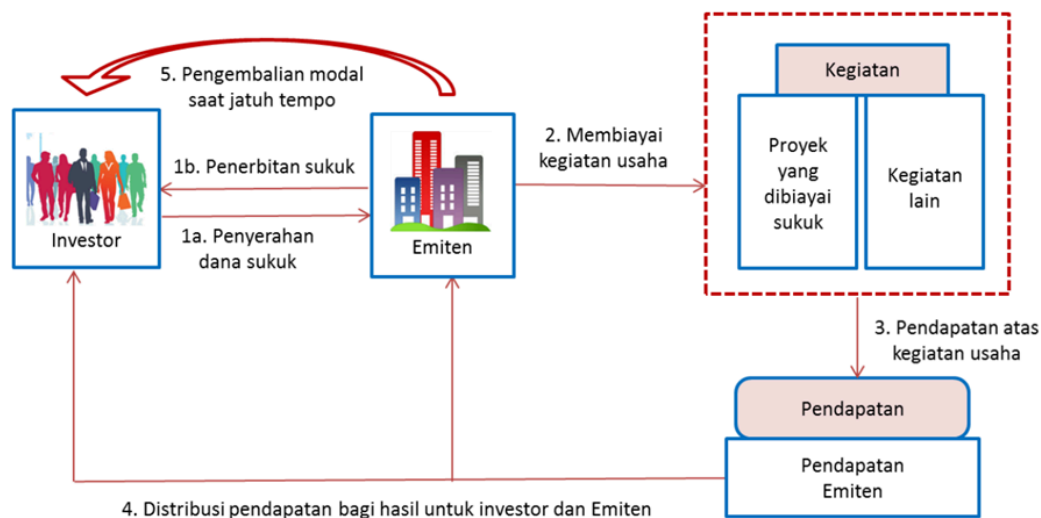 5. Pengembalian modal
saat jatuh tempo
Kegiatan
1b. Penerbitan sukuk
2. Membiayai
kegiatan usaha
Proyek
yang
dibiayai
sukuk
Kegiatan
lain
Investor
1a. Penyerahan
dana sukuk
Emiten
3. Pendapatan atas
kegiatan usaha
Pendapatan
Pendapatan
Emiten
4. Distribusi pendapatan bagi hasil untuk investor dan Emiten